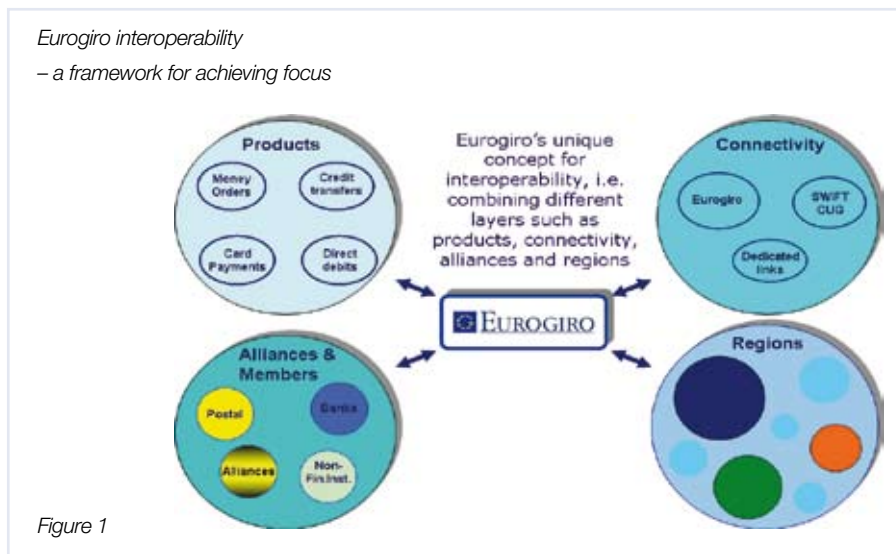 Eurogiro interoperability
– a framework for achieving focus
Products
Money
Orders
Credit
transfers
Card
Payments
Direct
debits
Eurogiro's unique
concept for
interoperability, i.e.
combining different
layers such as
products, connectivity,
alliances and regions
Connectivity
Eurogiro
SWIFT
CUG
Dedicated
links
EUROGIRO
Alliances &
Members
Postal
Banks
Alliances
Non-
Fin.Inst.
Regions
Figure 1